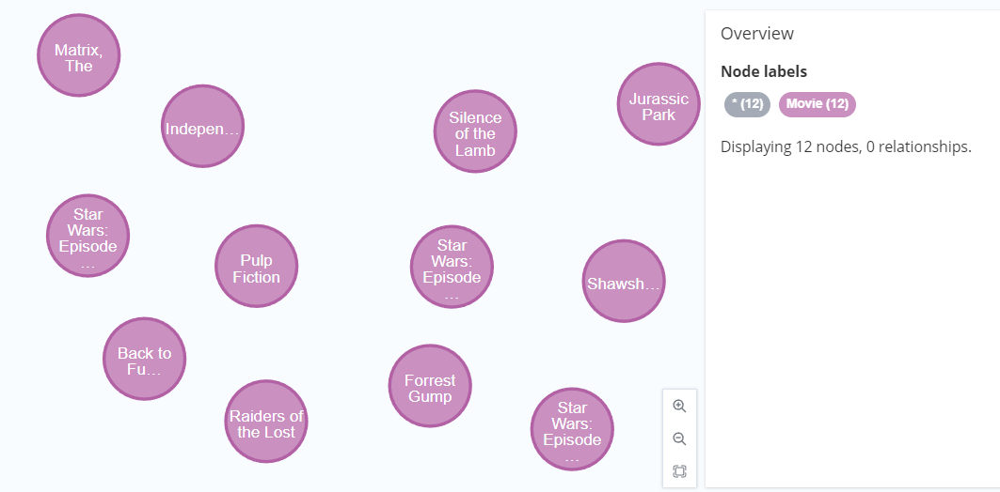 Matrix,
The
Indepen...
Silence
of the
Lamb
Jurassic
Park
Star
Wars:
Episode
...
Pulp
Fiction
Star
Wars:
Episode
...
Shawsh...
Back to
Fu...
Raiders of
the Lost
Forrest
Gump
Star
Wars:
Episode
...
Overview
Node labels
* (12) Movie (12)
Displaying 12 nodes, 0 relationships.